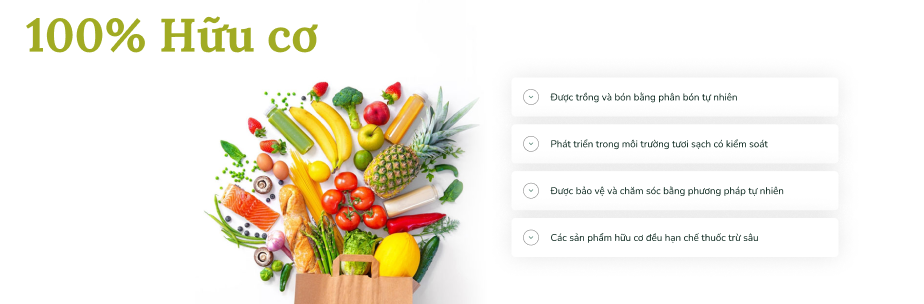 100% Hữu cơ
Được trồng và bón bằng phân bón tự nhiên
Phát triển trong môi trường tươi sạch có kiểm soát
Được bảo vệ và chăm sóc bằng phương pháp tự nhiên
Các sản phẩm hữu cơ đều hạn chế thuốc trừ sâu